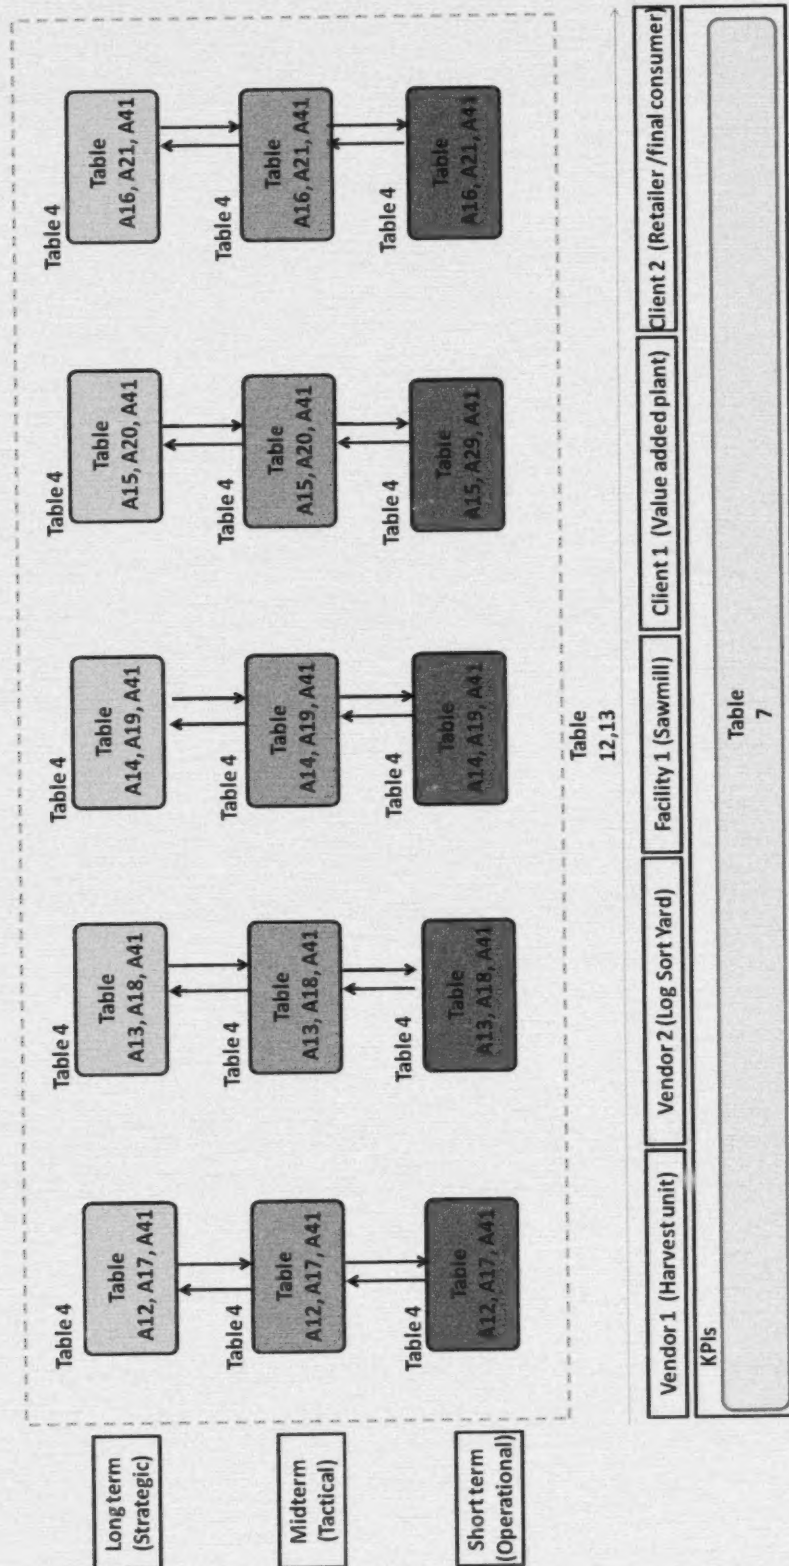 Long term
(Strategic)
Table 4
Table
A12, A17, A41
Table 4
Table
A13, A18, A41
Table 4
Table
A14, A19, A41
Table 4
Table
A15, A20, A41
Table 4
Table
A16, A21, A41
Midterm
(Tactical)
Table 4
Table
A12, A17, A41
Table 4
Table
A13, A18, A41
Table 4
Table
A14, A19, A41
Table 4
Table
A15, A20, A41
Table 4
Table
A16, A21, A41
Short term
(Operational)
Table 4
Table
A12, A17, A41
Table 4
Table
A13, A18, A41
Table 4
Table
A14, A19, A41
Table 4
Table
A15, A29, A41
Table 4
Table
A16, A21, A41
Table
12,13
Vendor 1 (Harvest unit)
Vendor 2 (Log Sort Yard)
Facility 1 (Sawmill)
Client 1 (Value added plant)
Client 2 (Retailer /final consumer)
KPIs
Table
7